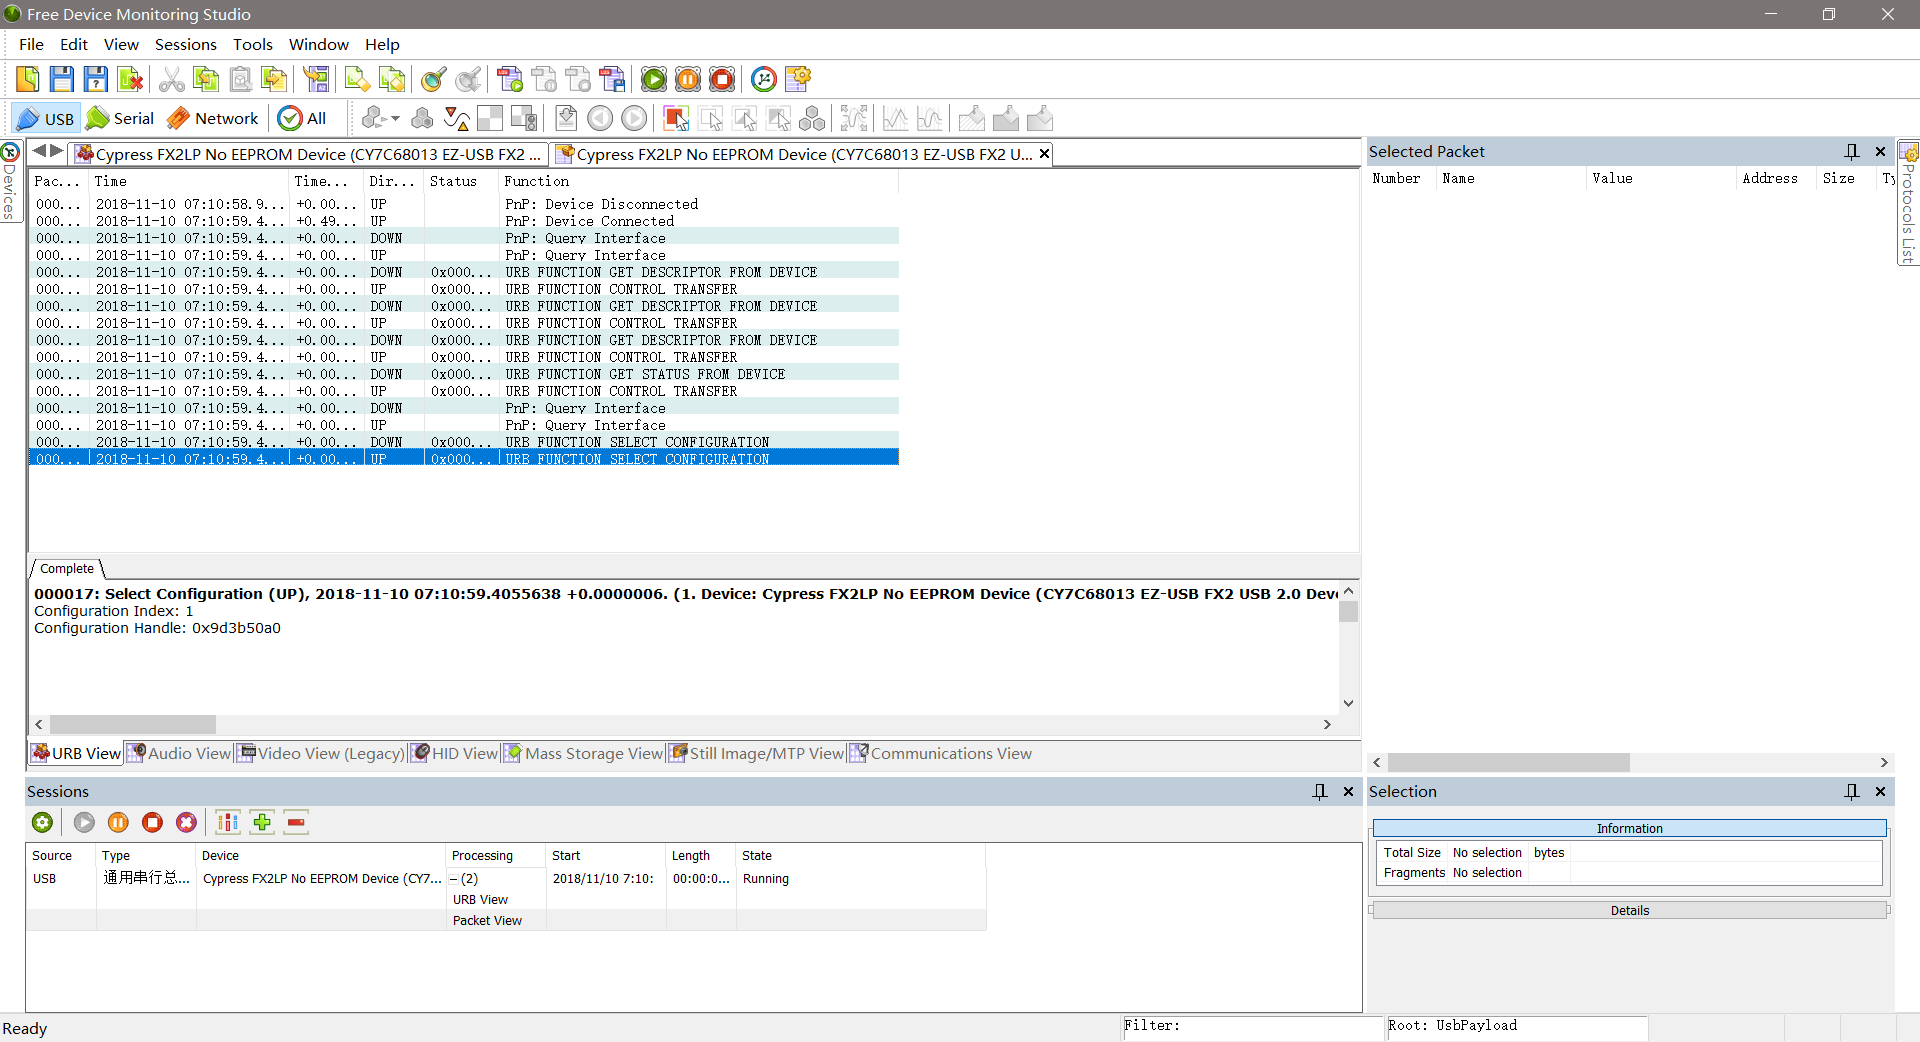 Free Device Monitoring Studio
File Edit View Sessions Tools Window Help
USB Serial Network All
Devices
Cypress FX2LP No EEPROM Device (CY7C68013 EZ-USB FX2 ... Cypress FX2LP No EEPROM Device (CY7C68013 EZ-USB FX2 U...
Pac... Time Time... Dir... Status Function
000... 2018-11-10 07:10:58.9... +0.00... UP PnP: Device Disconnected
000... 2018-11-10 07:10:59.4... +0.49... UP PnP: Device Connected
000... 2018-11-10 07:10:59.4... +0.00... DOWN PnP: Query Interface
000... 2018-11-10 07:10:59.4... +0.00... UP PnP: Query Interface
000... 2018-11-10 07:10:59.4... +0.00... DOWN 0x000... URB FUNCTION GET DESCRIPTOR FROM DEVICE
000... 2018-11-10 07:10:59.4... +0.00... UP 0x000... URB FUNCTION CONTROL TRANSFER
000... 2018-11-10 07:10:59.4... +0.00... DOWN 0x000... URB FUNCTION GET DESCRIPTOR FROM DEVICE
000... 2018-11-10 07:10:59.4... +0.00... UP 0x000... URB FUNCTION CONTROL TRANSFER
000... 2018-11-10 07:10:59.4... +0.00... DOWN 0x000... URB FUNCTION GET DESCRIPTOR FROM DEVICE
000... 2018-11-10 07:10:59.4... +0.00... UP 0x000... URB FUNCTION CONTROL TRANSFER
000... 2018-11-10 07:10:59.4... +0.00... DOWN 0x000... URB FUNCTION GET STATUS FROM DEVICE
000... 2018-11-10 07:10:59.4... +0.00... UP 0x000... URB FUNCTION CONTROL TRANSFER
000... 2018-11-10 07:10:59.4... +0.00... DOWN PnP: Query Interface
000... 2018-11-10 07:10:59.4... +0.00... UP PnP: Query Interface
000... 2018-11-10 07:10:59.4... +0.00... DOWN 0x000... URB FUNCTION SELECT CONFIGURATION
000... 2018-11-10 07:10:59.4... +0.00... UP 0x000... URB FUNCTION SELECT CONFIGURATION
Complete
000017: Select Configuration (UP), 2018-11-10 07:10:59.4055638 +0.0000006. (1. Device: Cypress FX2LP No EEPROM Device (CY7C68013 EZ-USB FX2 USB 2.0 Deve
Configuration Index: 1
Configuration Handle: 0x9d3b50a0
URB View Audio View Video View (Legacy) HID View Mass Storage View Still Image/MTP View Communications View
Selected Packet
Number Name Value Address Size Ty
Protocols List
Sessions
Source Type Device Processing Start Length State
USB 通用串行总... Cypress FX2LP No EEPROM Device (CY7... (2) 2018/11/10 7:10: 00:00:0... Running
URB View
Packet View
Selection
Information
Total Size No selection bytes
Fragments No selection
Details
Ready Filter: Root: UsbPayload